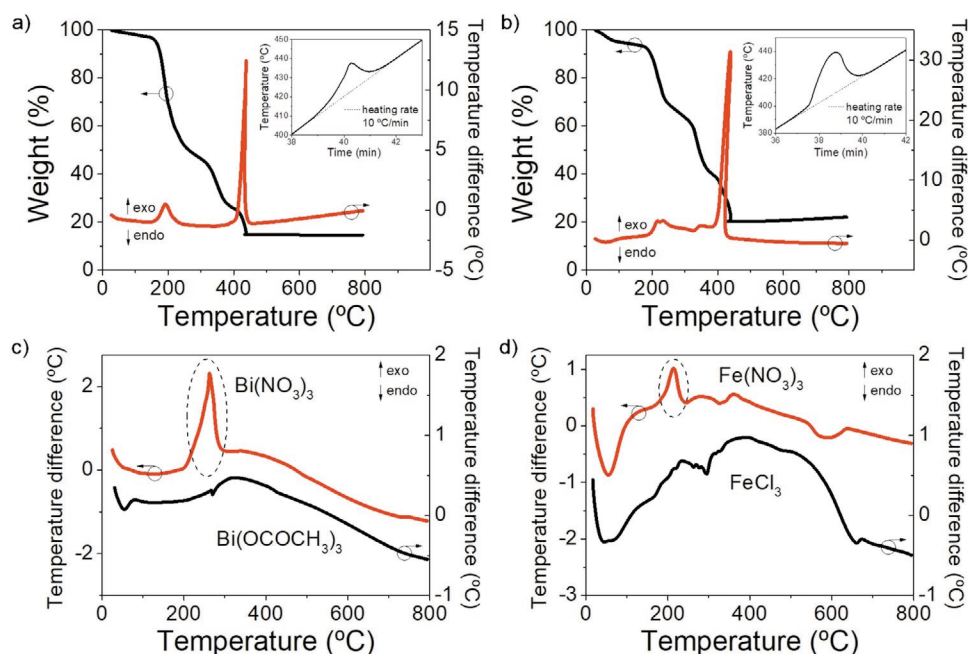 a)
100
80
60
40
20
0
Weight (%)
15
10
5
0
-5
Temperature difference (ºC)
0 200 400 600 800
Temperature (ºC)
exo
endo
450
440
430
420
410
400
Temperature (ºC)
36 39 42
Time (min)
heating rate
10 ºC/min
b)
100
80
60
40
20
0
Weight (%)
30
20
10
0
Temperature difference (ºC)
0 200 400 600 800
Temperature (ºC)
exo
endo
440
420
400
380
Temperature (ºC)
36 38 40 42
Time (min)
heating rate
10 ºC/min
c)
2
0
-2
Temperature difference (ºC)
2
1
0
-1
Temperature difference (ºC)
0 200 400 600 800
Temperature (ºC)
Bi(NO3)3
Bi(OCOCH3)3
exo
endo
d)
1
0
-1
-2
-3
Temperature difference (ºC)
2
1
0
-1
Temperature difference (ºC)
0 200 400 600 800
Temperature (ºC)
Fe(NO3)3
FeCl3
exo
endo